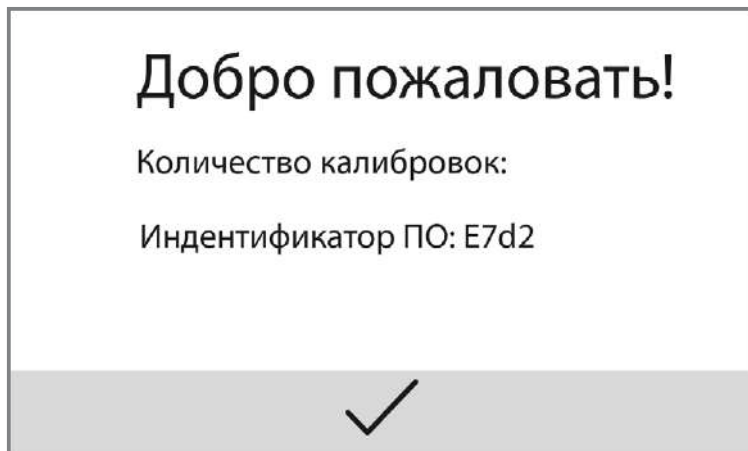 Добро пожаловать!
Количество калибровок:
Индентификатор ПО: E7d2